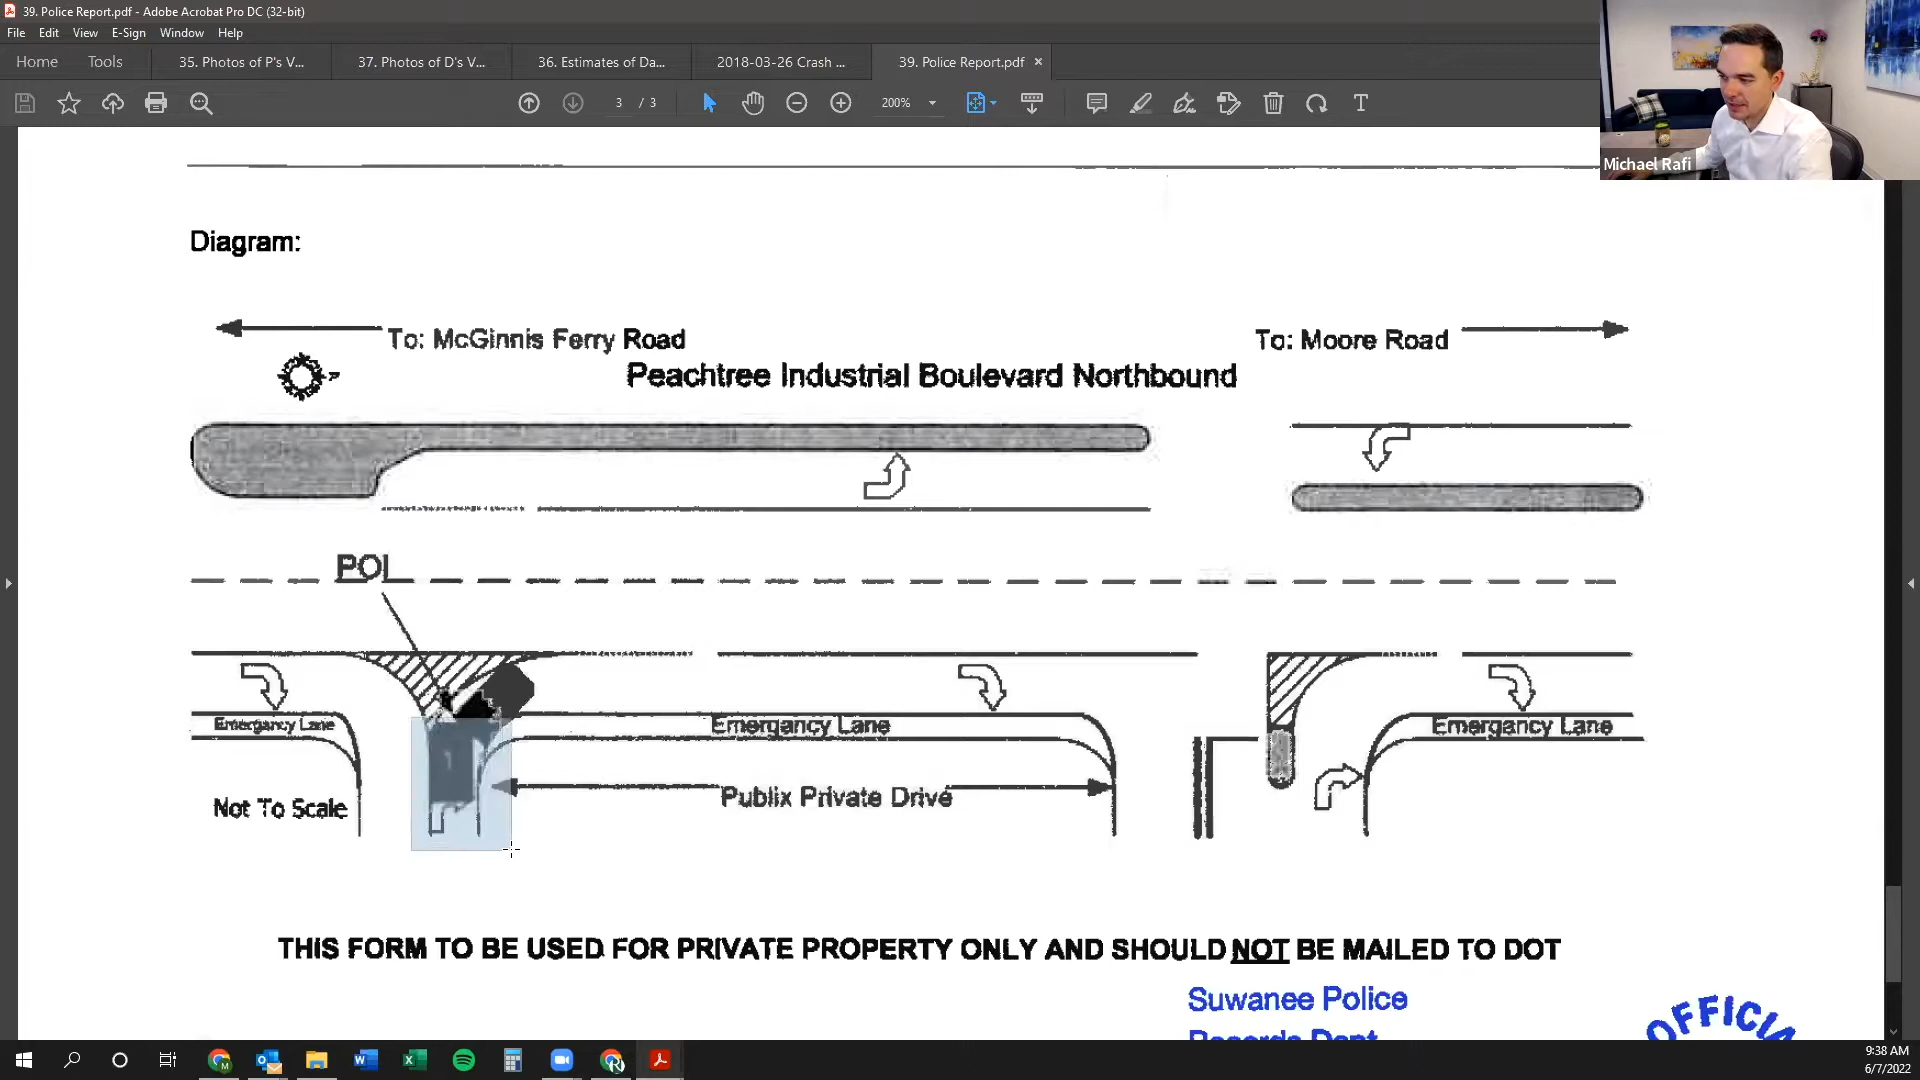 39. Police Report.pdf - Adobe Acrobat Pro DC (32-bit)
File Edit View E-Sign Window Help
Home Tools 35. Photos of P's V... 37. Photos of D's V... 36. Estimates of Da... 2018-03-26 Crash ... 39. Police Report.pdf ×
3 / 3 200%
Michael Rafi
Diagram:
To: McGinnis Ferry Road To: Moore Road
Peachtree Industrial Boulevard Northbound
POI
Emergancy Lane Emergancy Lane Emergancy Lane
Not To Scale Publix Private Drive
THIS FORM TO BE USED FOR PRIVATE PROPERTY ONLY AND SHOULD NOT BE MAILED TO DOT
Suwanee Police
Records Dept
OFFICIA
9:38 AM
6/7/2022